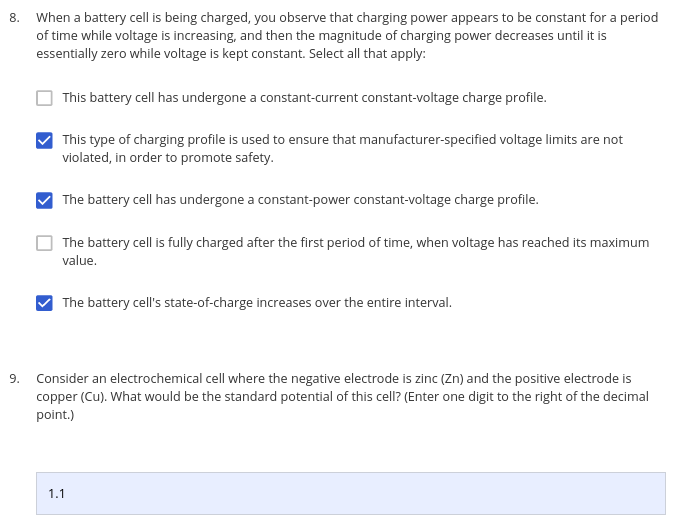 8. When a battery cell is being charged, you observe that charging power appears to be constant for a period
of time while voltage is increasing, and then the magnitude of charging power decreases until it is
essentially zero while voltage is kept constant. Select all that apply:
This battery cell has undergone a constant-current constant-voltage charge profile.
This type of charging profile is used to ensure that manufacturer-specified voltage limits are not
violated, in order to promote safety.
The battery cell has undergone a constant-power constant-voltage charge profile.
The battery cell is fully charged after the first period of time, when voltage has reached its maximum
value.
The battery cell's state-of-charge increases over the entire interval.
9. Consider an electrochemical cell where the negative electrode is zinc (Zn) and the positive electrode is
copper (Cu). What would be the standard potential of this cell? (Enter one digit to the right of the decimal
point.)
1.1